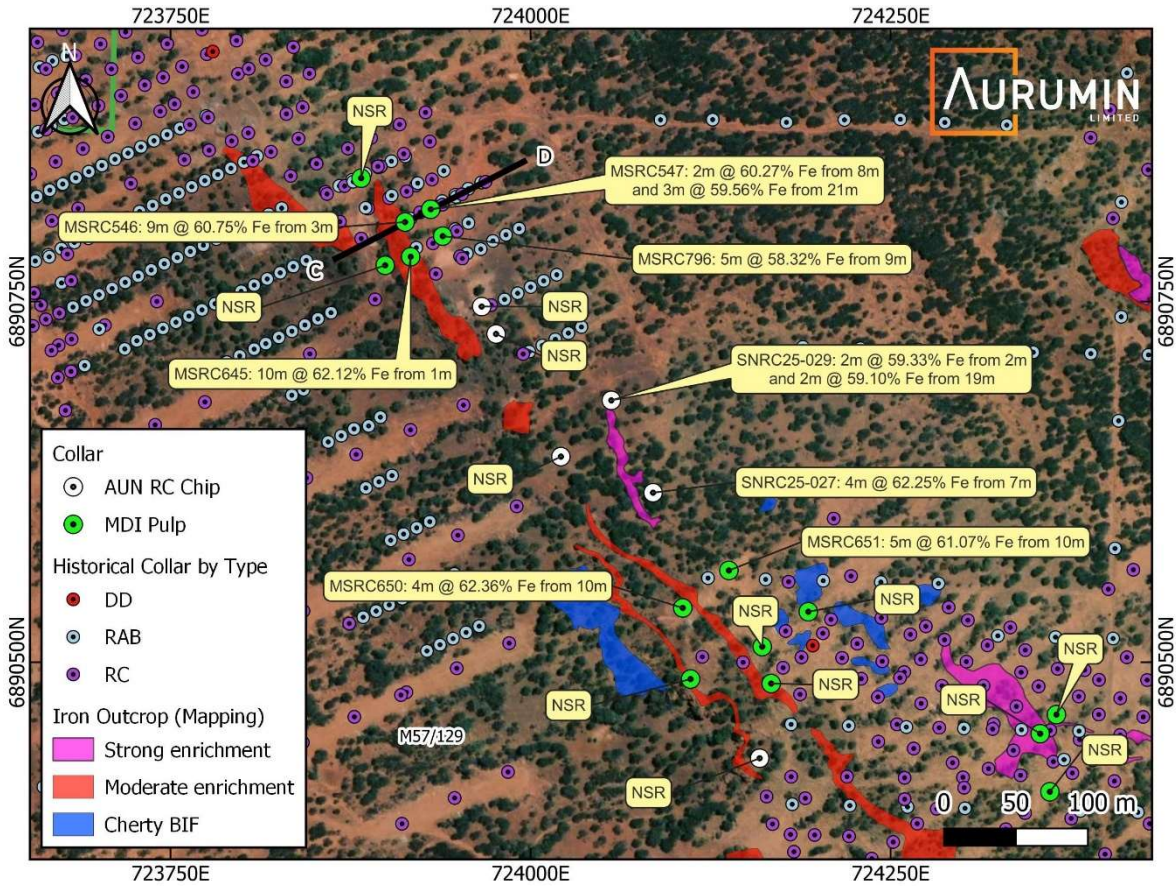 723750E
724000E
724250E
N
AURUMIN
LIMITED
NSR
D
MSRC547: 2m @ 60.27% Fe from 8m
and 3m @ 59.56% Fe from 21m
MSRC546: 9m @ 60.75% Fe from 3m
MSRC796: 5m @ 58.32% Fe from 9m
C
6890750N
6890750N
NSR
NSR
NSR
MSRC645: 10m @ 62.12% Fe from 1m
SNRC25-029: 2m @ 59.33% Fe from 2m
and 2m @ 59.10% Fe from 19m
NSR
SNRC25-027: 4m @ 62.25% Fe from 7m
MSRC651: 5m @ 61.07% Fe from 10m
MSRC650: 4m @ 62.36% Fe from 10m
NSR
NSR
6890500N
6890500N
NSR
NSR
NSR
NSR
NSR
NSR
M57/129
0 50 100 m
Collar
AUN RC Chip
MDI Pulp
Historical Collar by Type
DD
RAB
RC
Iron Outcrop (Mapping)
Strong enrichment
Moderate enrichment
Cherty BIF
723750E
724000E
724250E